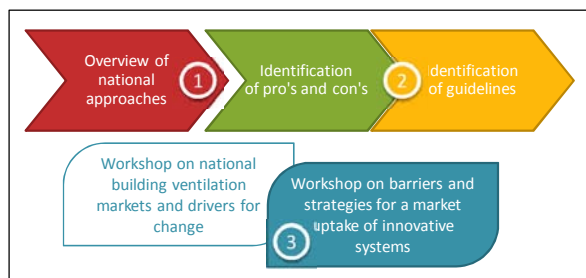 Overview of
national
approaches
1
Identification
of pro's and con's
2
Identification
of guidelines
Workshop on national
building ventilation
markets and drivers for
change
Workshop on barriers and
strategies for a market
uptake of innovative
systems
3